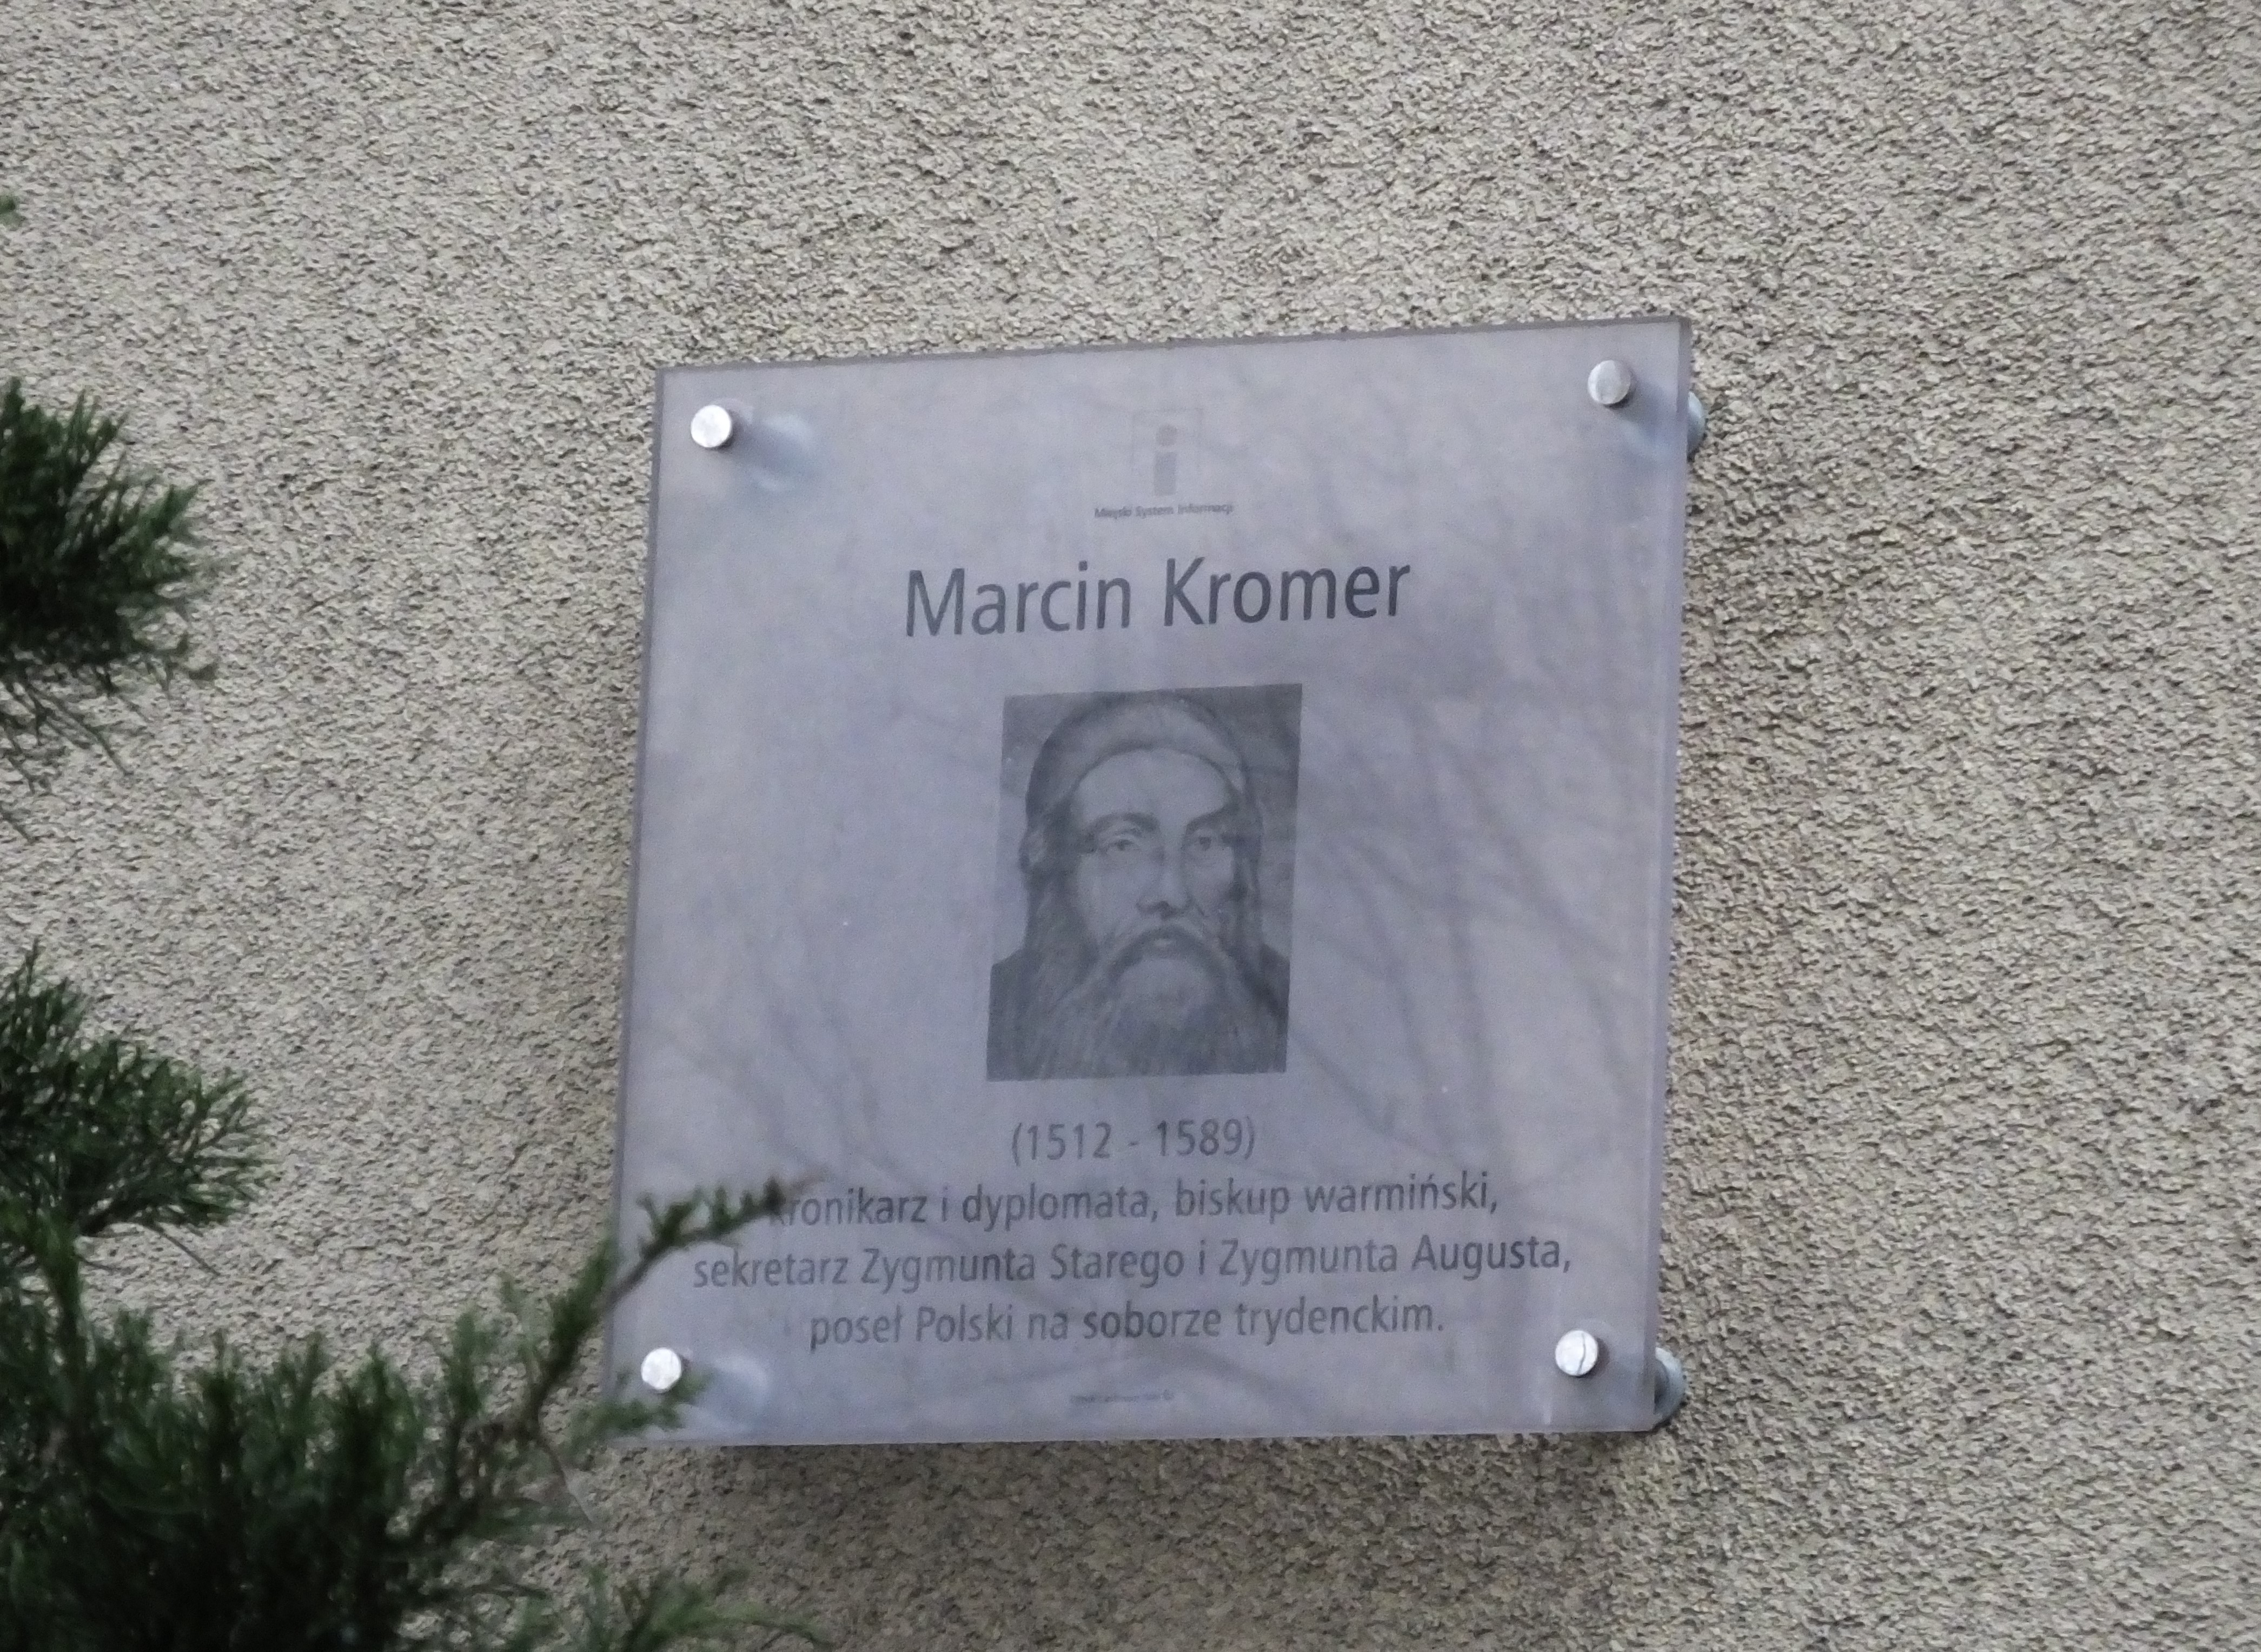 i
Miejski System Informacji
Marcin Kromer
(1512 - 1589)
kronikarz i dyplomata, biskup warmiński,
sekretarz Zygmunta Starego i Zygmunta Augusta,
poseł Polski na soborze trydenckim.